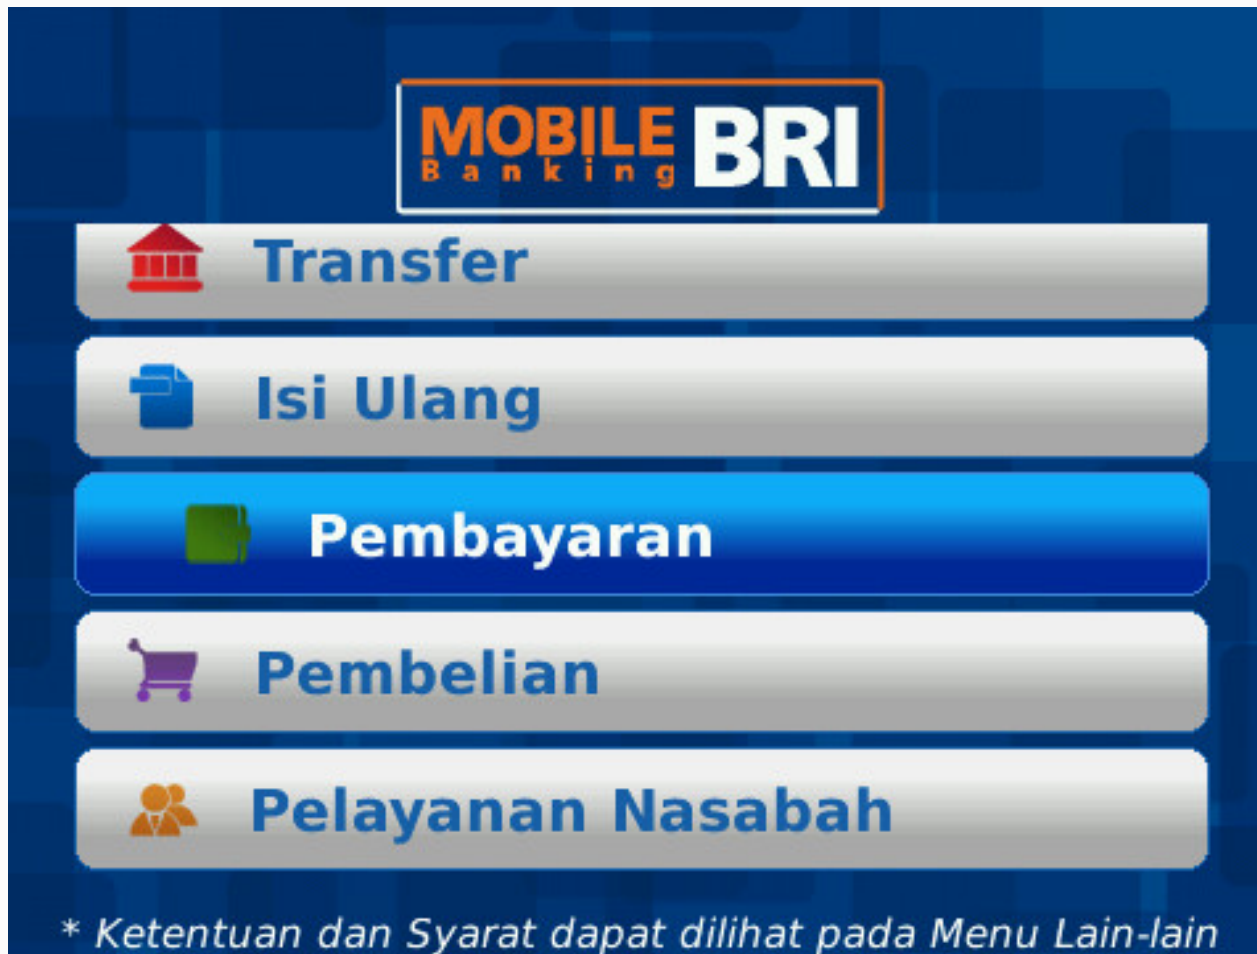 MOBILE BRI
Banking
Transfer
Isi Ulang
Pembayaran
Pembelian
Pelayanan Nasabah
* Ketentuan dan Syarat dapat dilihat pada Menu Lain-lain